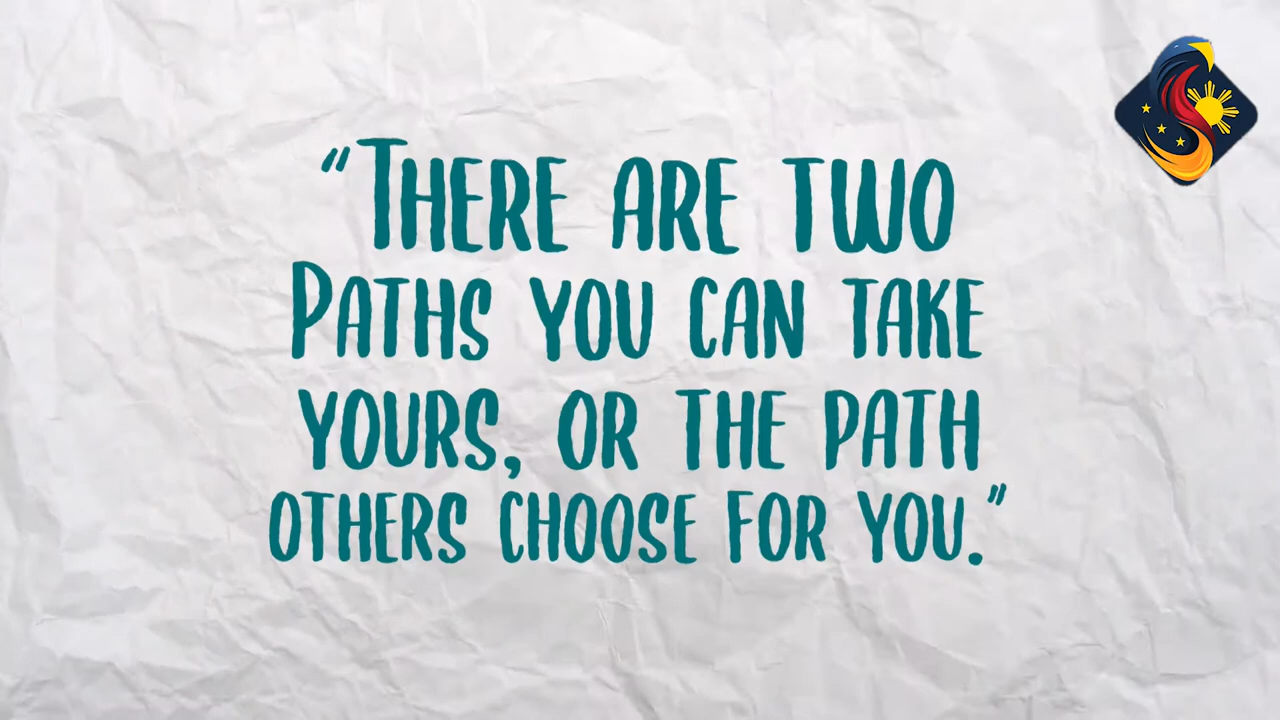 “There are two
Paths you can take
yours, or the path
others choose for you.”